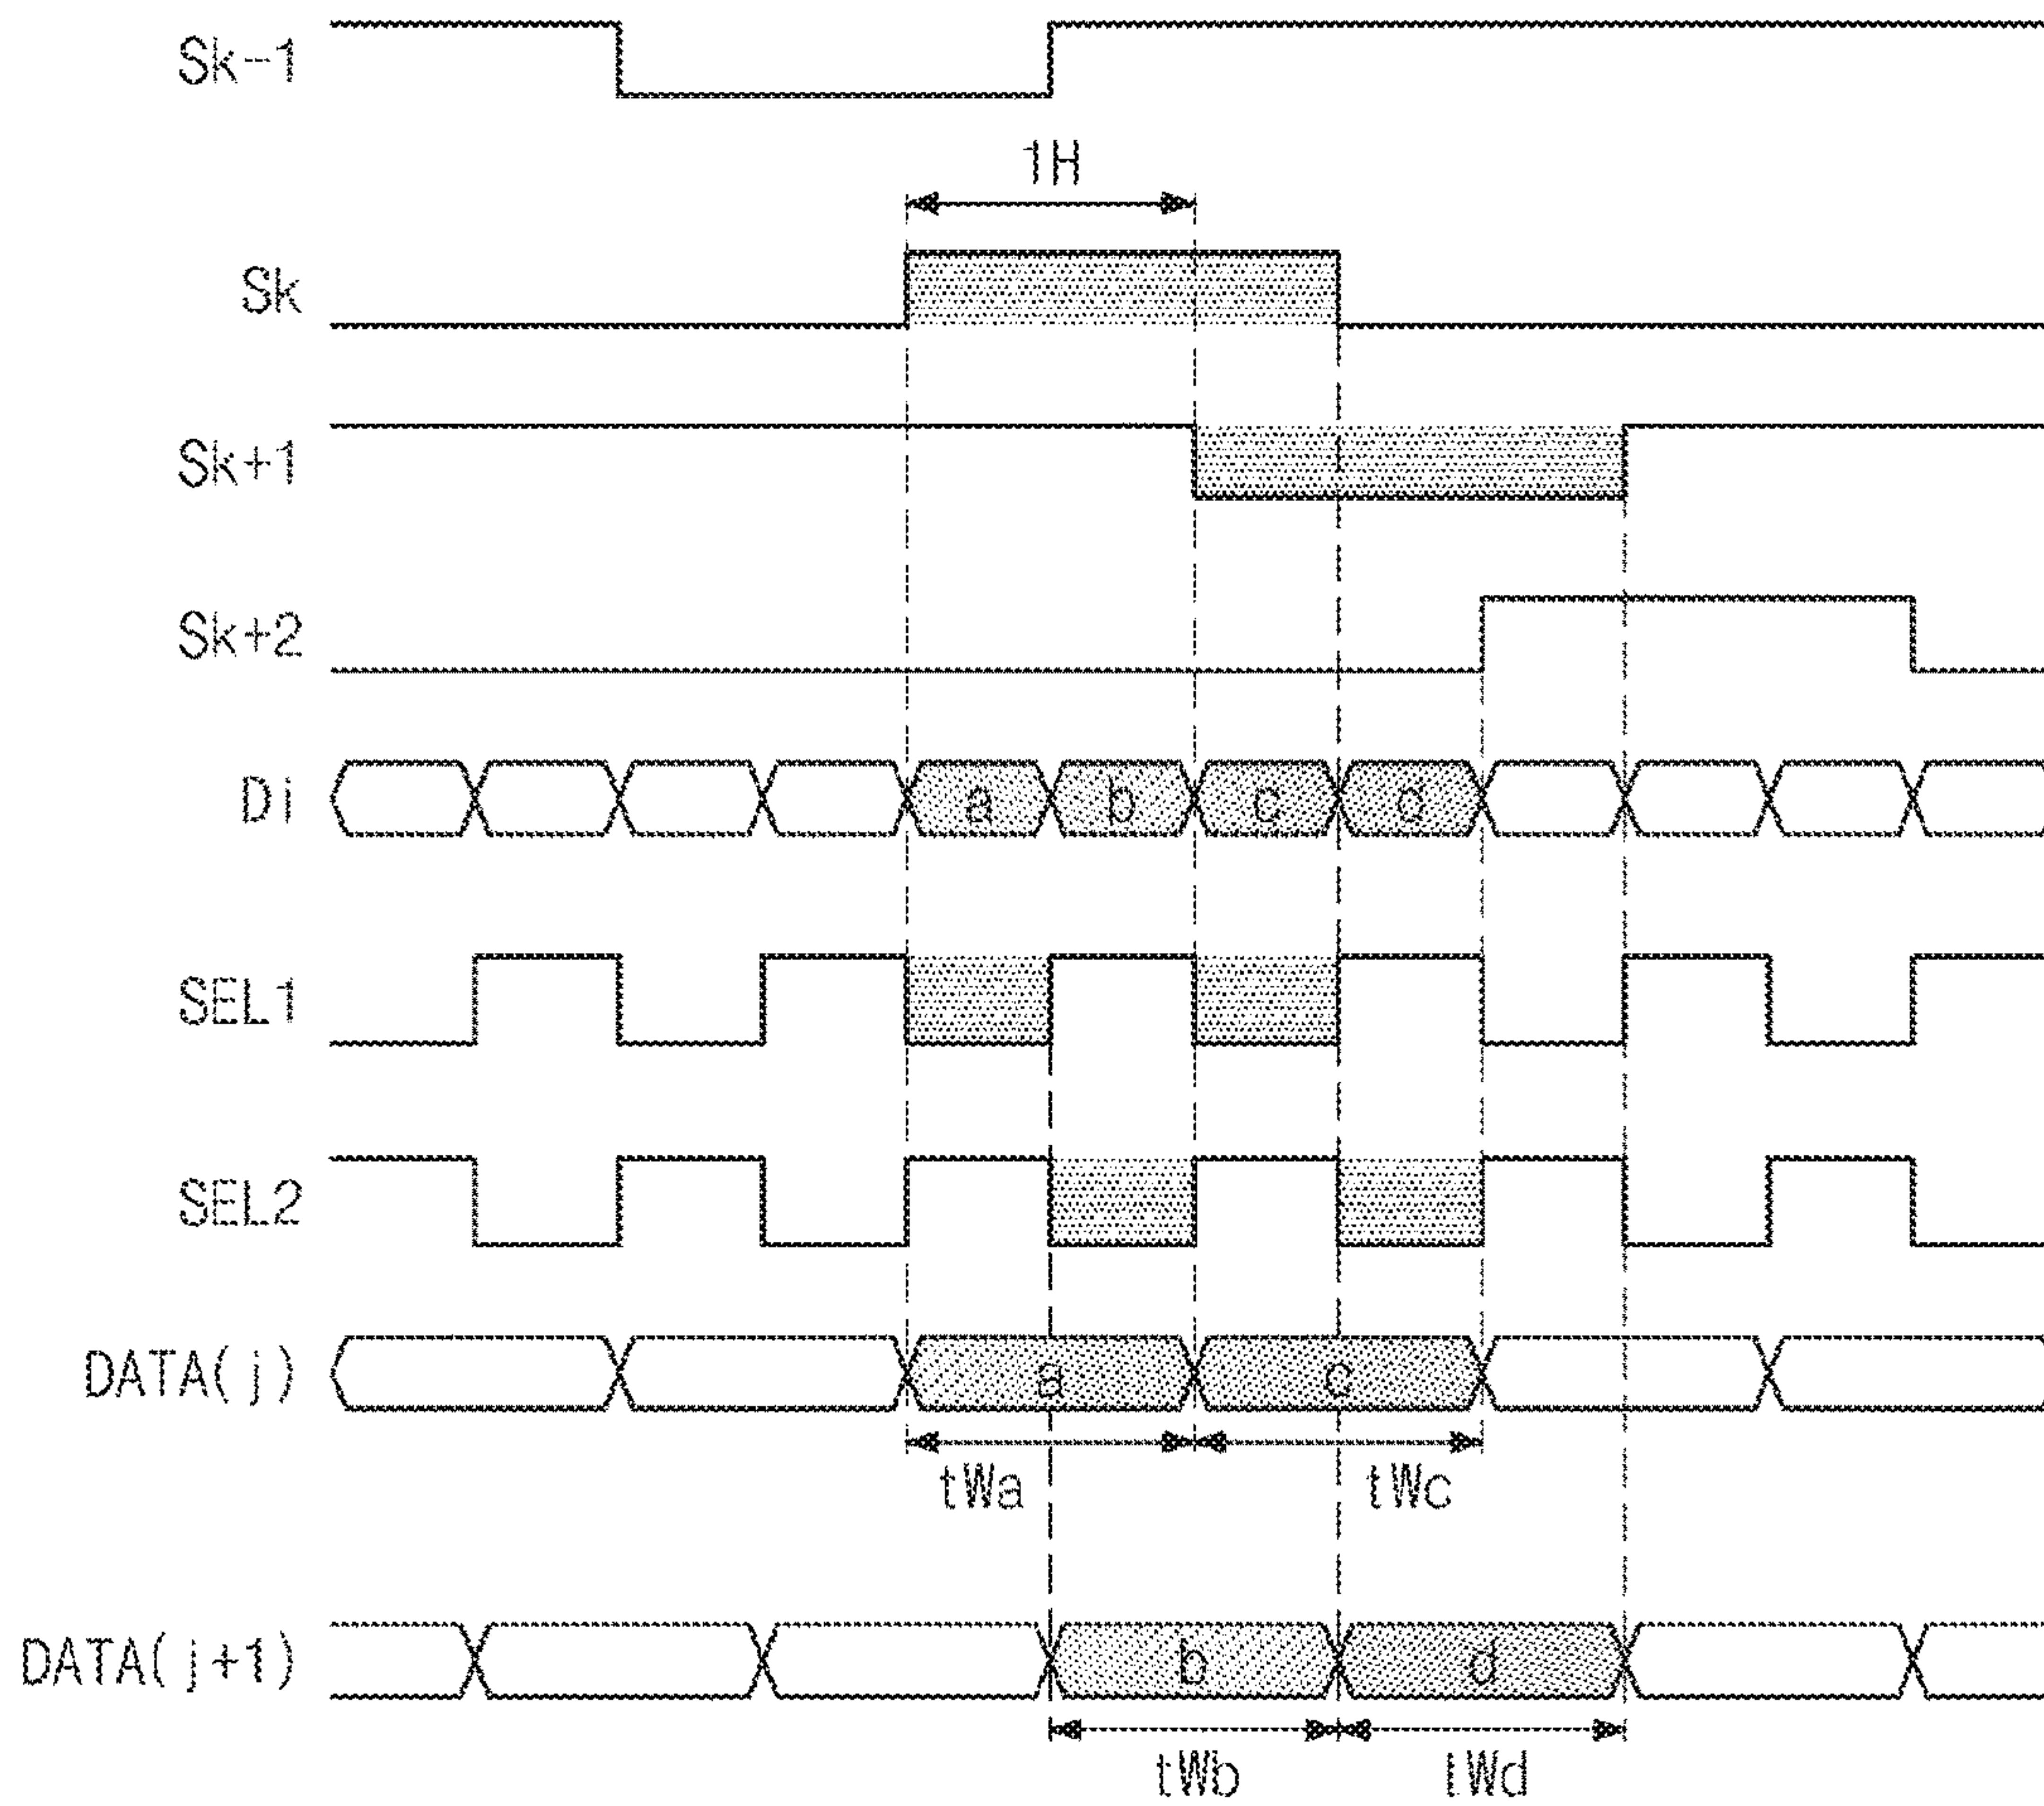 Sk-1
1H
Sk
Sk+1
Sk+2
Di a b c d
SEL1
SEL2
DATA(j) a c
tWa tWc
DATA(j+1) b d
tWb tWd